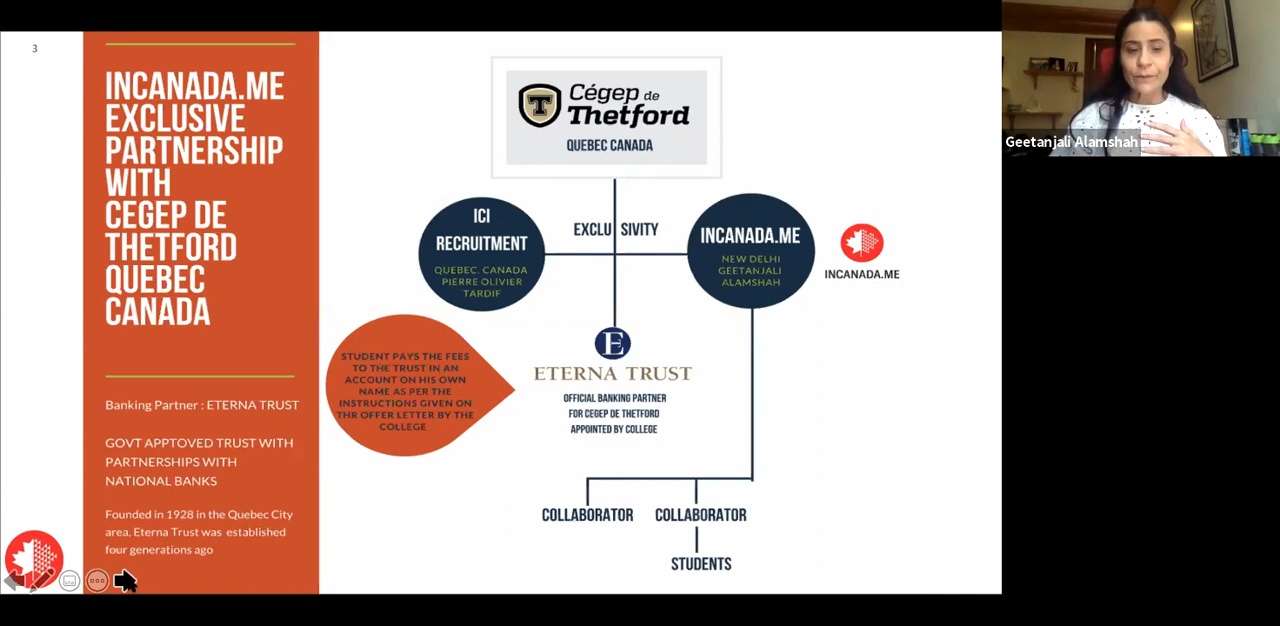 3
INCANADA.ME
EXCLUSIVE
PARTNERSHIP
WITH
CEGEP DE
THETFORD
QUEBEC
CANADA
Banking Partner : ETERNA TRUST
GOVT APPTOVED TRUST WITH
PARTNERSHIPS WITH
NATIONAL BANKS
Founded in 1928 in the Quebec City
area, Eterna Trust was established
four generations ago
T
Cégep de
Thetford
QUEBEC CANADA
ICI
RECRUITMENT
QUEBEC. CANADA
PIERRE OLIVIER
TARDIF
EXCLU SIVITY
INCANADA.ME
NEW DELHI
GEETANJALI
ALAMSHAH
INCANADA.ME
STUDENT PAYS THE FEES
TO THE TRUST IN AN
ACCOUNT ON HIS OWN
NAME AS PER THE
INSTRUCTIONS GIVEN ON
THR OFFER LETTER BY THE
COLLEGE
E
ETERNA TRUST
OFFICIAL BANKING PARTNER
FOR CEGEP DE THETFORD
APPOINTED BY COLLEGE
COLLABORATOR
COLLABORATOR
STUDENTS
Geetanjali Alamshah